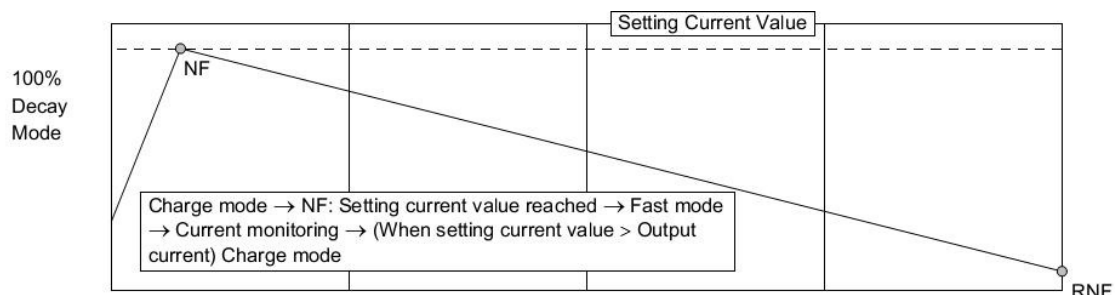 Setting Current Value
NF
100%
Decay
Mode
Charge mode → NF: Setting current value reached → Fast mode
→ Current monitoring → (When setting current value > Output
current) Charge mode
RNF